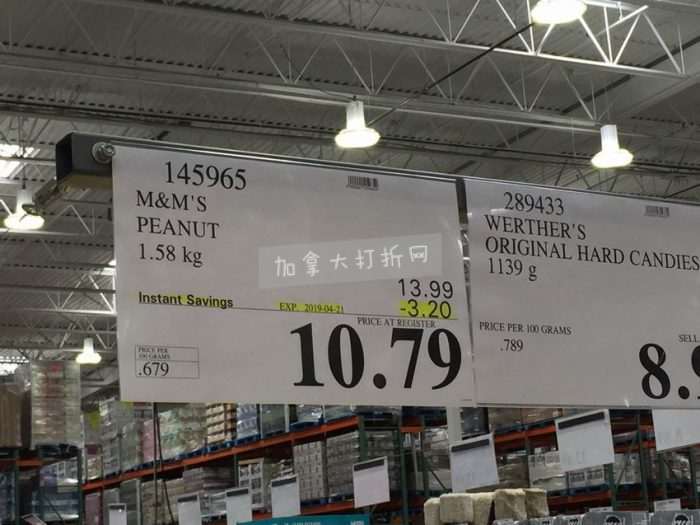 145965
M&M'S
PEANUT
1.58 kg
加拿大打折网
13.99
Instant Savings
EXP. 2019-04-21
-3.20
PRICE AT REGISTER
10.79
PRICE PER
100 GRAMS
.679
289433
WERTHER'S
ORIGINAL HARD CANDIES
1139 g
PRICE PER 100 GRAMS
.789
SELL
8.